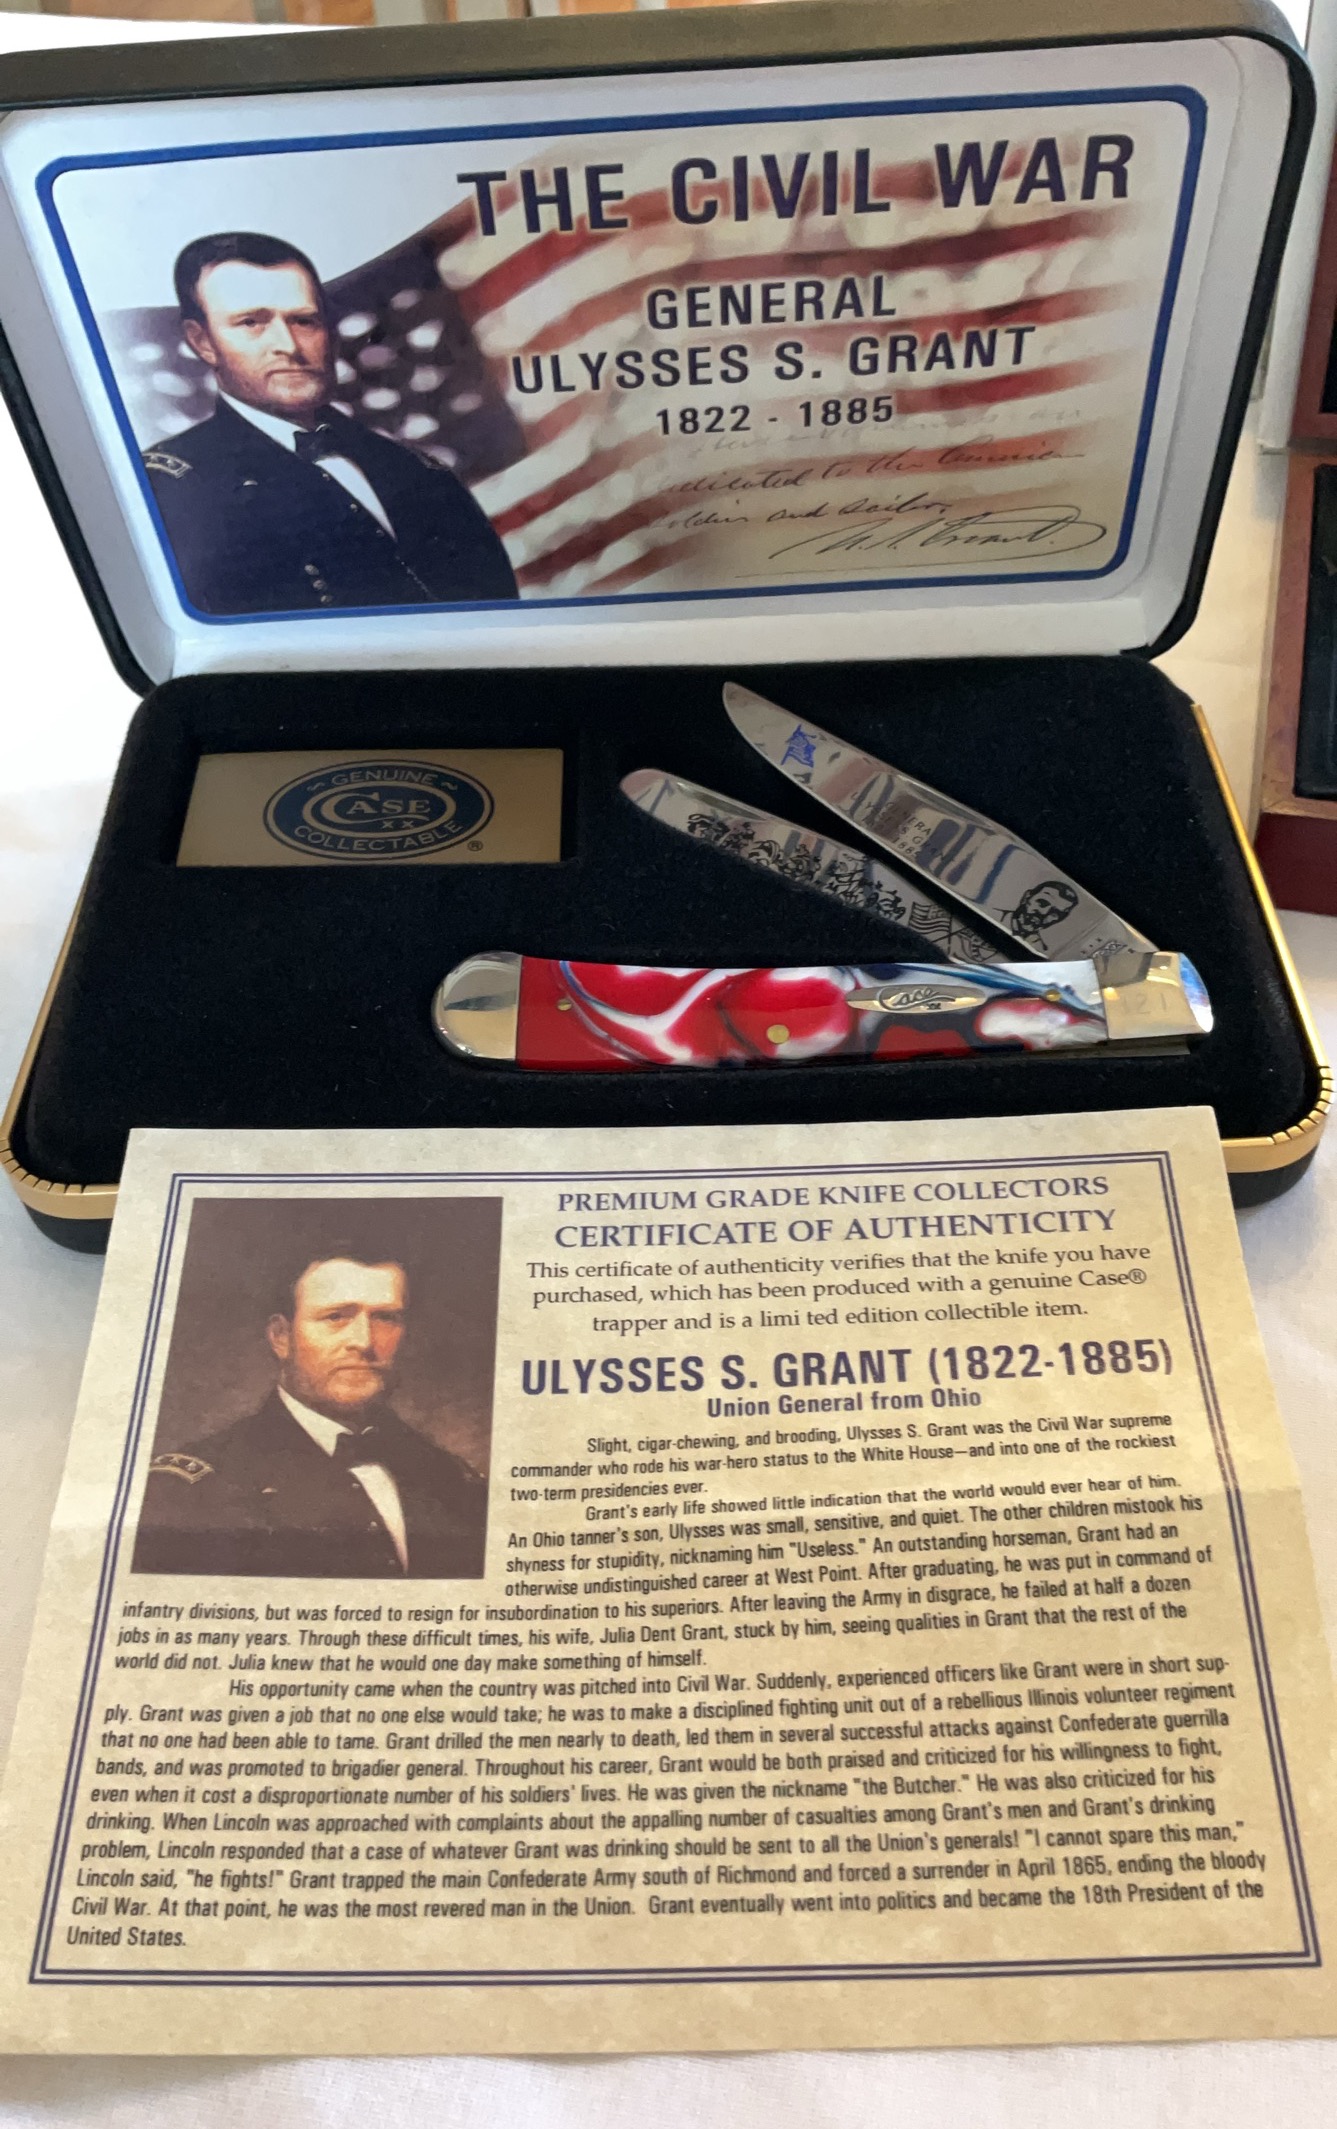 THE CIVIL WAR
GENERAL
ULYSSES S. GRANT
1822 - 1885
dedicated to the American
soldier and sailor.
U. S. Grant.
GENUINE
CASE
XX
COLLECTABLE
®
GENERAL
Case
XX
121
PREMIUM GRADE KNIFE COLLECTORS
CERTIFICATE OF AUTHENTICITY
This certificate of authenticity verifies that the knife you have
purchased, which has been produced with a genuine Case®
trapper and is a limi ted edition collectible item.
ULYSSES S. GRANT (1822-1885)
Union General from Ohio
Slight, cigar-chewing, and brooding, Ulysses S. Grant was the Civil War supreme
commander who rode his war-hero status to the White House—and into one of the rockiest
two-term presidencies ever.
Grant's early life showed little indication that the world would ever hear of him.
An Ohio tanner's son, Ulysses was small, sensitive, and quiet. The other children mistook his
shyness for stupidity, nicknaming him "Useless." An outstanding horseman, Grant had an
otherwise undistinguished career at West Point. After graduating, he was put in command of
infantry divisions, but was forced to resign for insubordination to his superiors. After leaving the Army in disgrace, he failed at half a dozen
jobs in as many years. Through these difficult times, his wife, Julia Dent Grant, stuck by him, seeing qualities in Grant that the rest of the
world did not. Julia knew that he would one day make something of himself.
His opportunity came when the country was pitched into Civil War. Suddenly, experienced officers like Grant were in short sup-
ply. Grant was given a job that no one else would take; he was to make a disciplined fighting unit out of a rebellious Illinois volunteer regiment
that no one had been able to tame. Grant drilled the men nearly to death, led them in several successful attacks against Confederate guerrilla
bands, and was promoted to brigadier general. Throughout his career, Grant would be both praised and criticized for his willingness to fight,
even when it cost a disproportionate number of his soldiers' lives. He was given the nickname "the Butcher." He was also criticized for his
drinking. When Lincoln was approached with complaints about the appalling number of casualties among Grant's men and Grant's drinking
problem, Lincoln responded that a case of whatever Grant was drinking should be sent to all the Union's generals! "I cannot spare this man,"
Lincoln said, "he fights!" Grant trapped the main Confederate Army south of Richmond and forced a surrender in April 1865, ending the bloody
Civil War. At that point, he was the most revered man in the Union. Grant eventually went into politics and became the 18th President of the
United States.